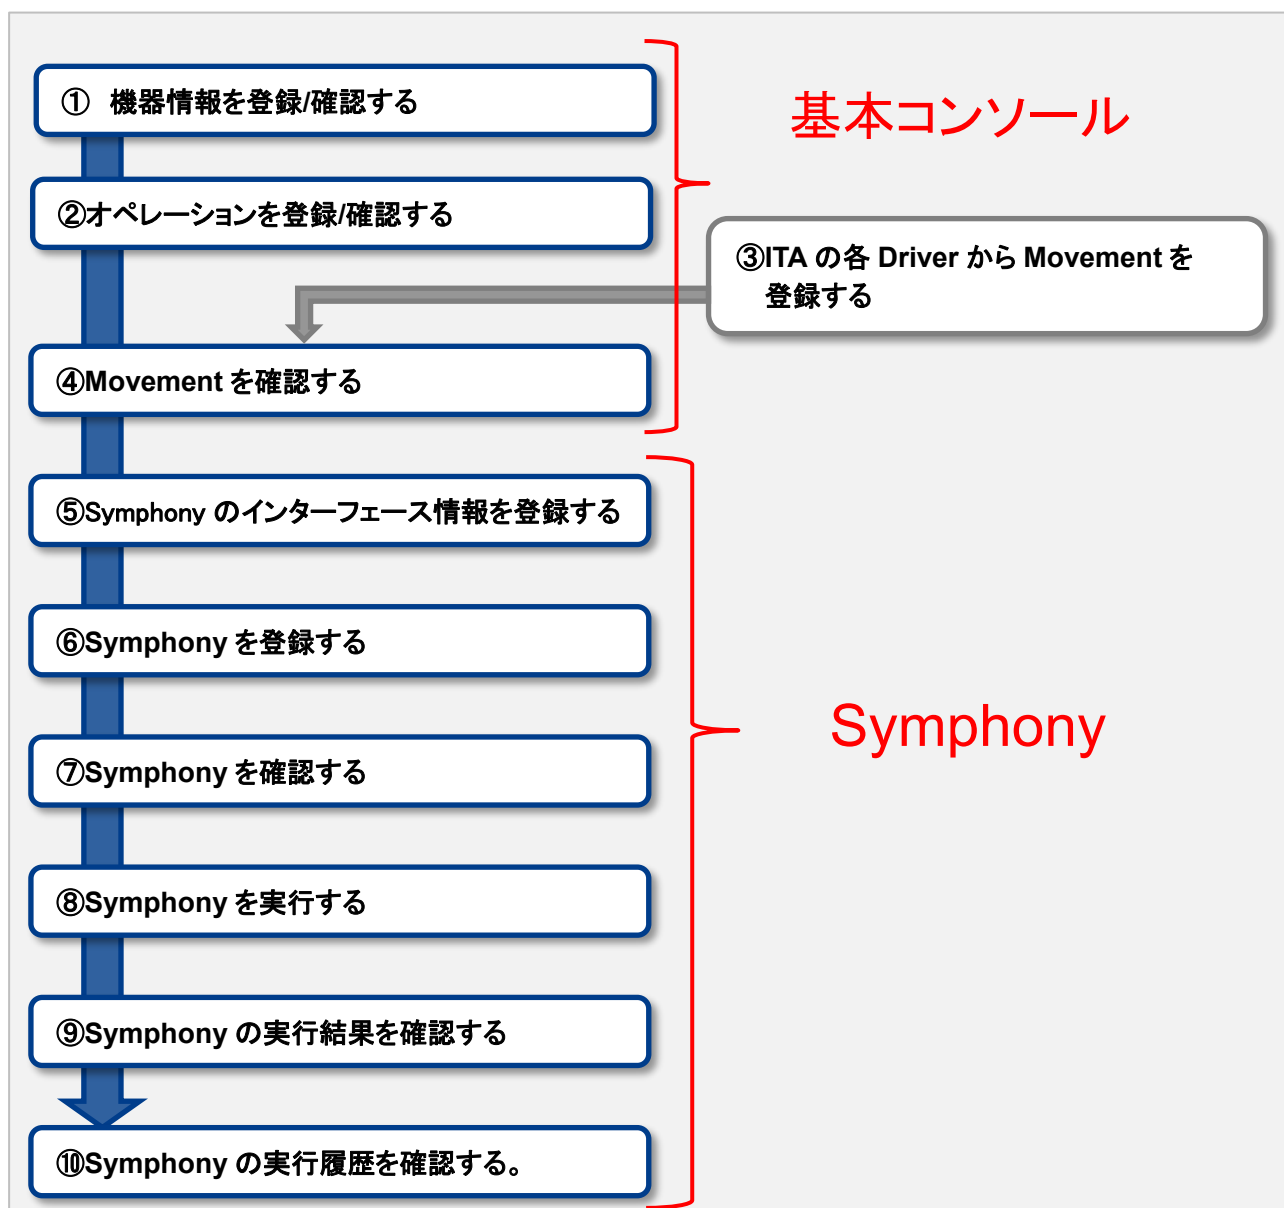 ① 機器情報を登録/確認する
基本コンソール
②オペレーションを登録/確認する
③ITA の各 Driver から Movement を
登録する
④Movement を確認する
⑤Symphony のインターフェース情報を登録する
⑥Symphony を登録する
Symphony
⑦Symphony を確認する
⑧Symphony を実行する
⑨Symphony の実行結果を確認する
⑩Symphony の実行履歴を確認する。